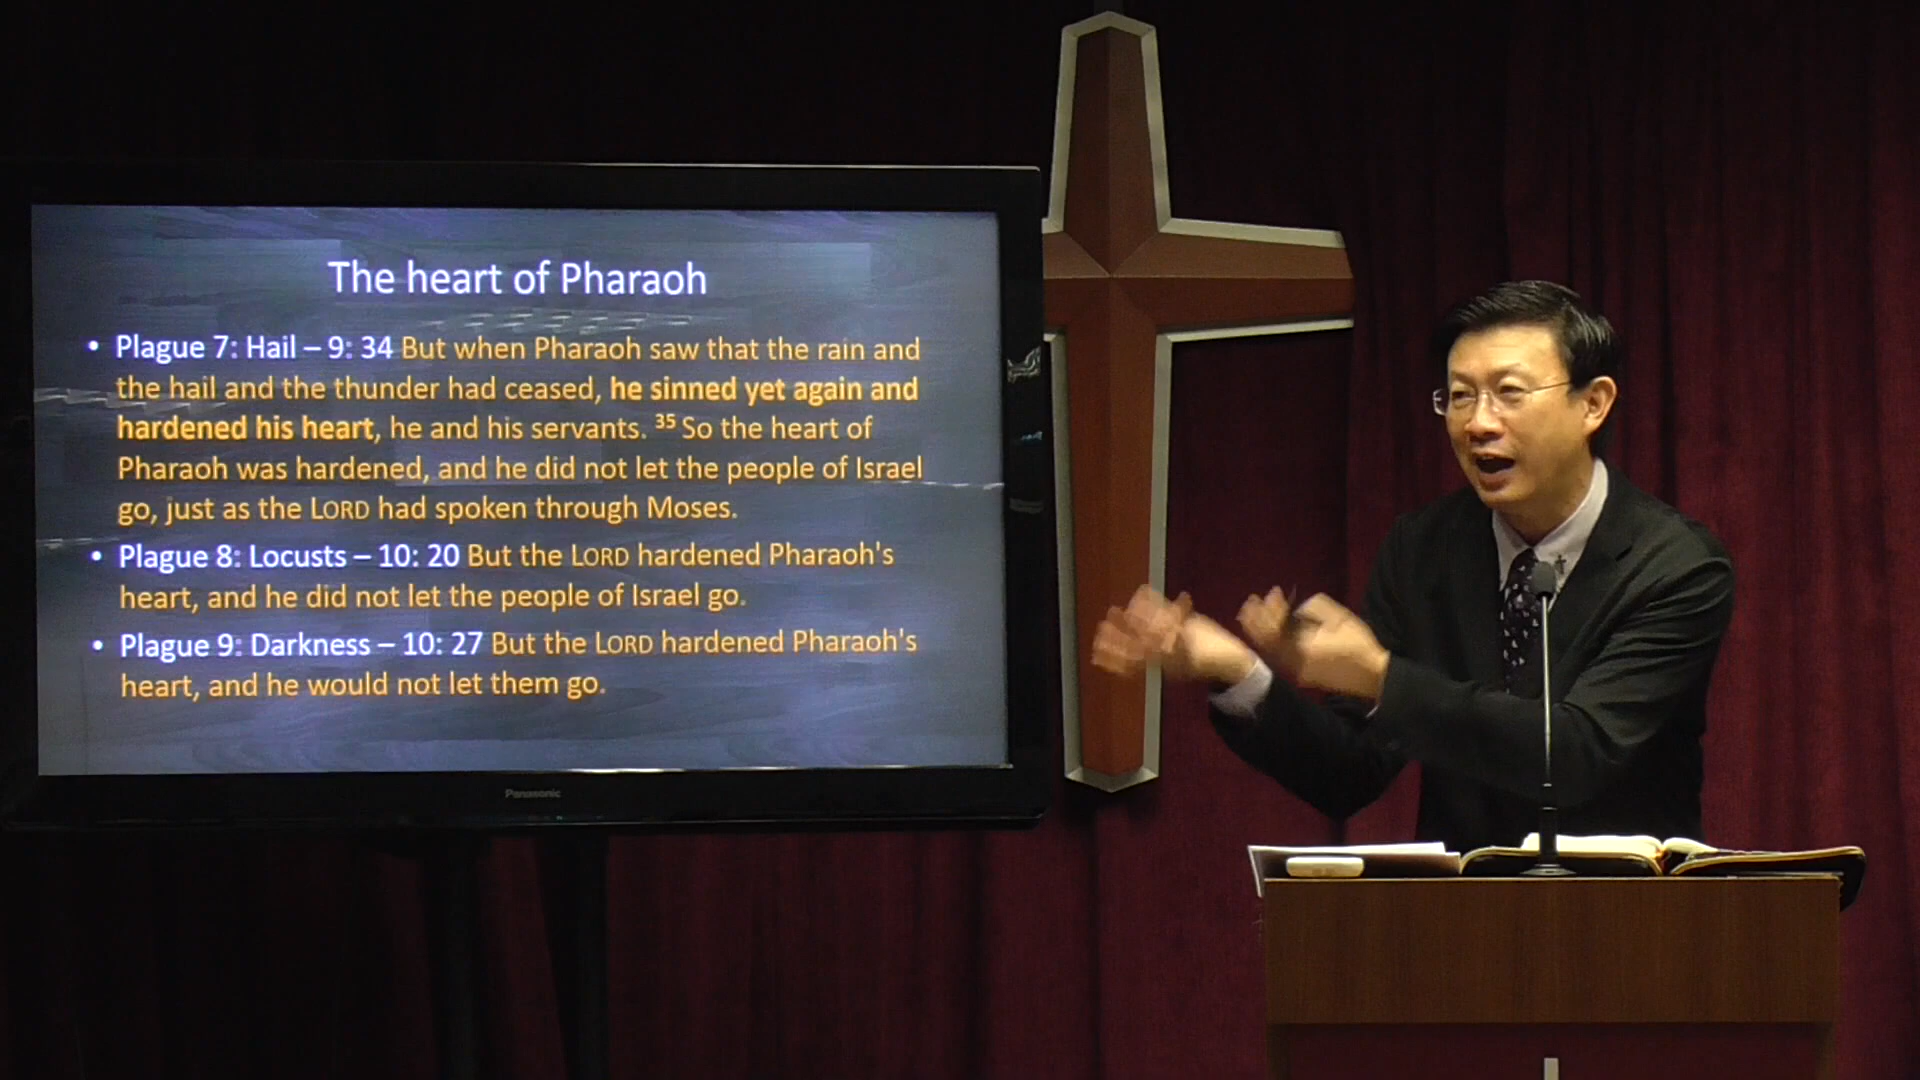 The heart of Pharaoh
• Plague 7: Hail – 9: 34 But when Pharaoh saw that the rain and
the hail and the thunder had ceased, he sinned yet again and
hardened his heart, he and his servants. ³⁵ So the heart of
Pharaoh was hardened, and he did not let the people of Israel
go, just as the LORD had spoken through Moses.
• Plague 8: Locusts – 10: 20 But the LORD hardened Pharaoh's
heart, and he did not let the people of Israel go.
• Plague 9: Darkness – 10: 27 But the LORD hardened Pharaoh's
heart, and he would not let them go.
Panasonic